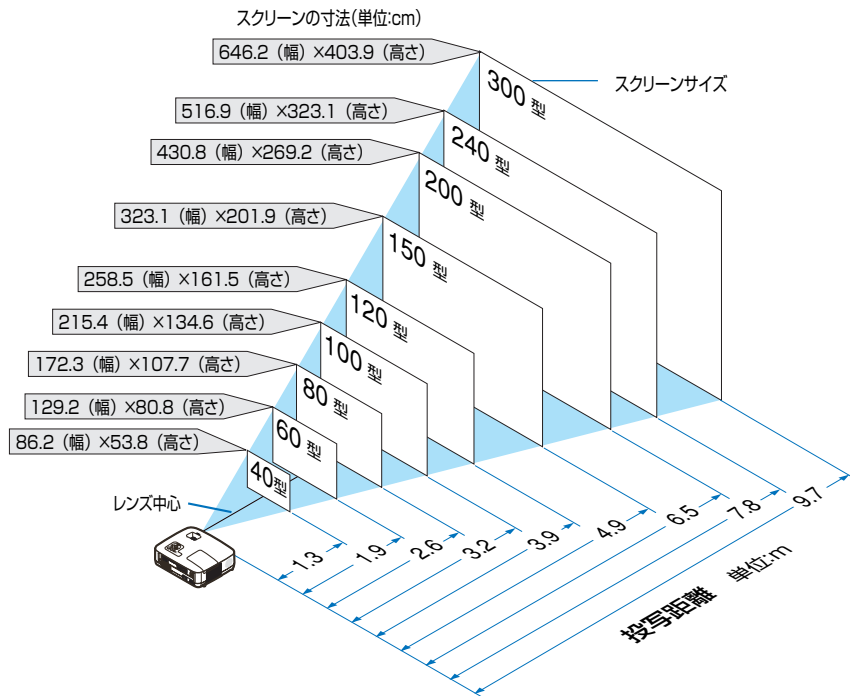 スクリーンの寸法(単位:cm)
646.2（幅）×403.9（高さ）
300 型
スクリーンサイズ
516.9（幅）×323.1（高さ）
240 型
430.8（幅）×269.2（高さ）
200 型
323.1（幅）×201.9（高さ）
150 型
258.5（幅）×161.5（高さ）
120 型
215.4（幅）×134.6（高さ）
100 型
172.3（幅）×107.7（高さ）
80 型
129.2（幅）×80.8（高さ）
60 型
86.2（幅）×53.8（高さ）
40型
レンズ中心
1.3
1.9
2.6
3.2
3.9
4.9
6.5
7.8
9.7
投写距離 単位:m